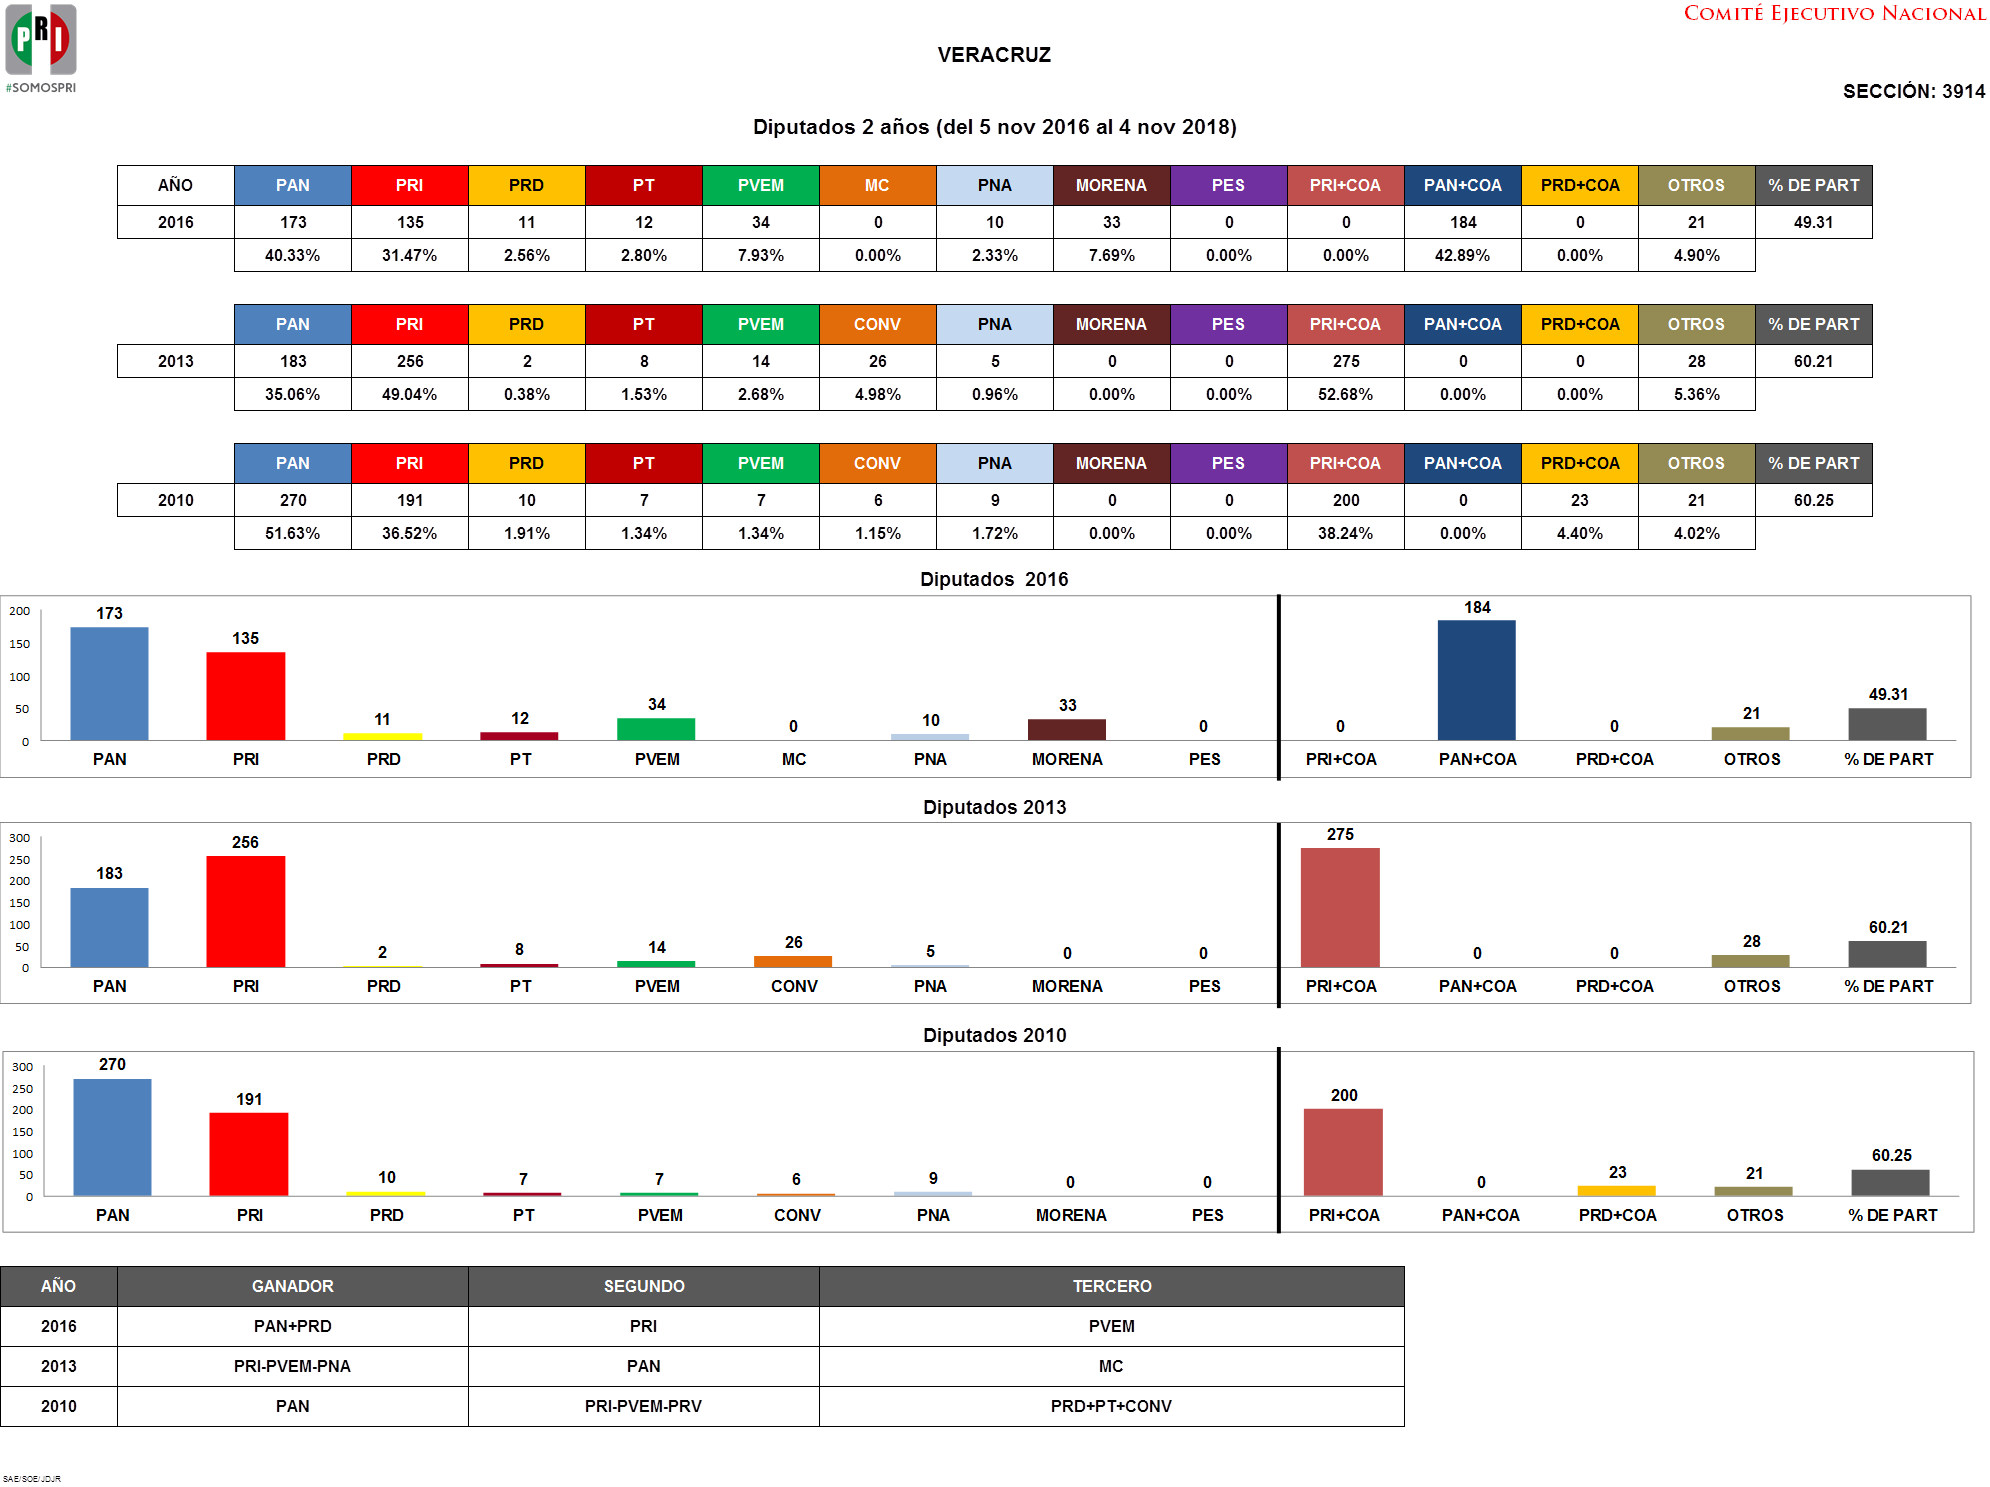 PRI
#SOMOSPRI
COMITÉ EJECUTIVO NACIONAL
VERACRUZ
SECCIÓN: 3914
Diputados 2 años (del 5 nov 2016 al 4 nov 2018)
AÑO PAN PRI PRD PT PVEM MC PNA MORENA PES PRI+COA PAN+COA PRD+COA OTROS % DE PART
2016 173 135 11 12 34 0 10 33 0 0 184 0 21 49.31
40.33% 31.47% 2.56% 2.80% 7.93% 0.00% 2.33% 7.69% 0.00% 0.00% 42.89% 0.00% 4.90%
PAN PRI PRD PT PVEM CONV PNA MORENA PES PRI+COA PAN+COA PRD+COA OTROS % DE PART
2013 183 256 2 8 14 26 5 0 0 275 0 0 28 60.21
35.06% 49.04% 0.38% 1.53% 2.68% 4.98% 0.96% 0.00% 0.00% 52.68% 0.00% 0.00% 5.36%
PAN PRI PRD PT PVEM CONV PNA MORENA PES PRI+COA PAN+COA PRD+COA OTROS % DE PART
2010 270 191 10 7 7 6 9 0 0 200 0 23 21 60.25
51.63% 36.52% 1.91% 1.34% 1.34% 1.15% 1.72% 0.00% 0.00% 38.24% 0.00% 4.40% 4.02%
Diputados 2016
200
150
100
50
0
173 135 11 12 34 0 10 33 0 0 184 0 21 49.31
PAN PRI PRD PT PVEM MC PNA MORENA PES PRI+COA PAN+COA PRD+COA OTROS % DE PART
Diputados 2013
300
250
200
150
100
50
0
183 256 2 8 14 26 5 0 0 275 0 0 28 60.21
PAN PRI PRD PT PVEM CONV PNA MORENA PES PRI+COA PAN+COA PRD+COA OTROS % DE PART
Diputados 2010
300
250
200
150
100
50
0
270 191 10 7 7 6 9 0 0 200 0 23 21 60.25
PAN PRI PRD PT PVEM CONV PNA MORENA PES PRI+COA PAN+COA PRD+COA OTROS % DE PART
AÑO GANADOR SEGUNDO TERCERO
2016 PAN+PRD PRI PVEM
2013 PRI-PVEM-PNA PAN MC
2010 PAN PRI-PVEM-PRV PRD+PT+CONV
SAE/SOE/JDJR